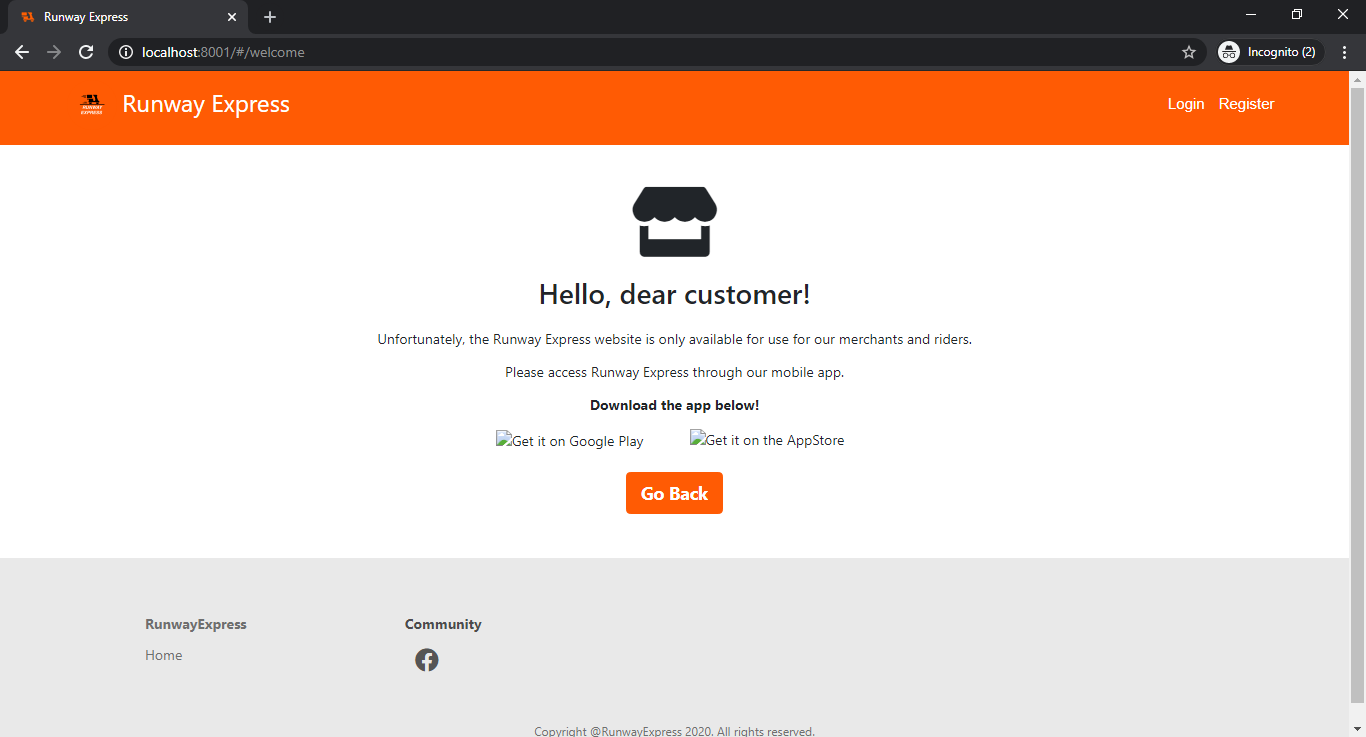 Runway Express
localhost:8001/#/welcome
Incognito (2)
RUNWAY
EXPRESS
Runway Express
Login Register
Hello, dear customer!
Unfortunately, the Runway Express website is only available for use for our merchants and riders.
Please access Runway Express through our mobile app.
Download the app below!
Get it on Google Play Get it on the AppStore
Go Back
RunwayExpress Community
Home
Copyright @RunwayExpress 2020. All rights reserved.